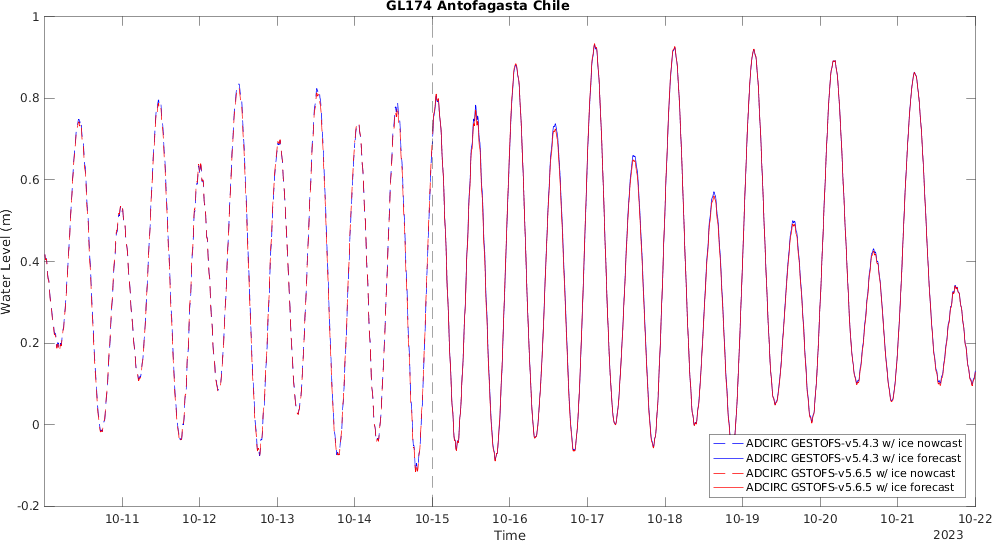 GL174 Antofagasta Chile
1
0.8
0.6
0.4
0.2
0
-0.2
Water Level (m)
ADCIRC GESTOFS-v5.4.3 w/ ice nowcast
ADCIRC GESTOFS-v5.4.3 w/ ice forecast
ADCIRC GSTOFS-v5.6.5 w/ ice nowcast
ADCIRC GSTOFS-v5.6.5 w/ ice forecast
10-11 10-12 10-13 10-14 10-15 10-16 10-17 10-18 10-19 10-20 10-21 10-22
Time
2023